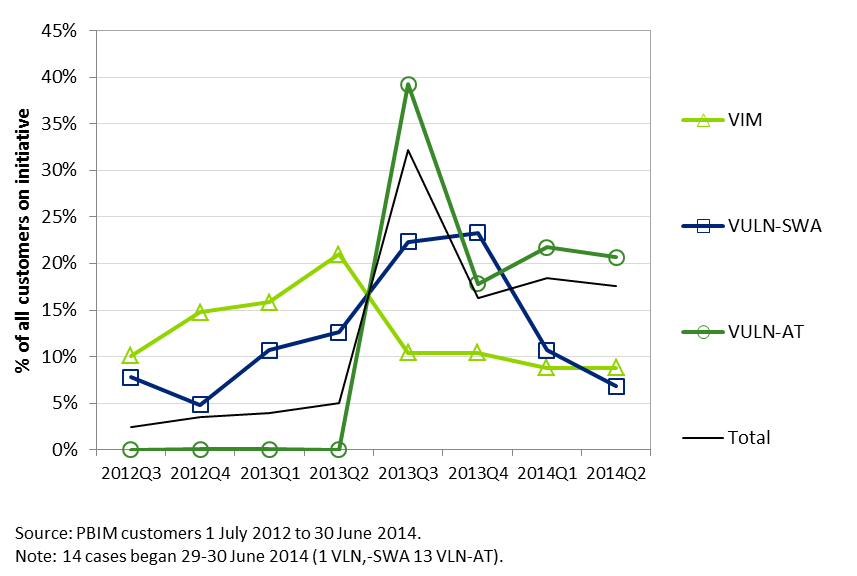 45%
40%
35%
30%
25%
20%
15%
10%
5%
0%
% of all customers on initiative
2012Q3 2012Q4 2013Q1 2013Q2 2013Q3 2013Q4 2014Q1 2014Q2
VIM
VULN-SWA
VULN-AT
Total
Source: PBIM customers 1 July 2012 to 30 June 2014.
Note: 14 cases began 29-30 June 2014 (1 VLN,-SWA 13 VLN-AT).